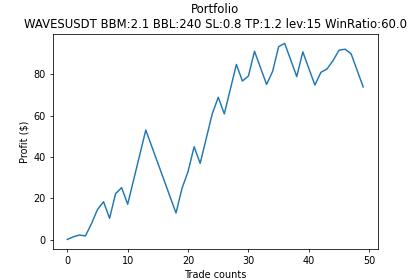 Portfolio
WAVESUSDT BBM:2.1 BBL:240 SL:0.8 TP:1.2 lev:15 WinRatio:60.0
Profit ($)
80
60
40
20
0
0 10 20 30 40 50
Trade counts